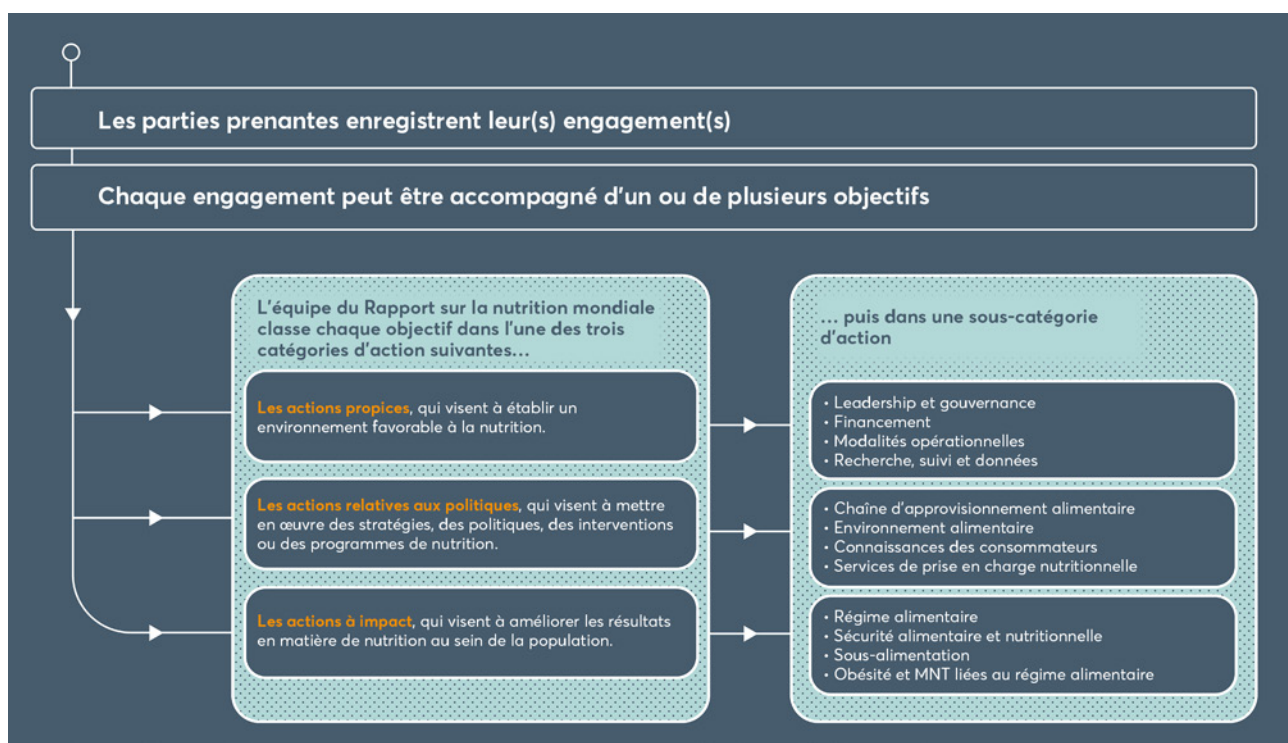 Les parties prenantes enregistrent leur(s) engagement(s)
Chaque engagement peut être accompagné d'un ou de plusieurs objectifs
L'équipe du Rapport sur la nutrition mondiale
classe chaque objectif dans l'une des trois
catégories d'action suivantes…
Les actions propices, qui visent à établir un
environnement favorable à la nutrition.
Les actions relatives aux politiques, qui visent à mettre
en œuvre des stratégies, des politiques, des interventions
ou des programmes de nutrition.
Les actions à impact, qui visent à améliorer les résultats
en matière de nutrition au sein de la population.
… puis dans une sous-catégorie
d'action
• Leadership et gouvernance
• Financement
• Modalités opérationnelles
• Recherche, suivi et données
• Chaîne d'approvisionnement alimentaire
• Environnement alimentaire
• Connaissances des consommateurs
• Services de prise en charge nutritionnelle
• Régime alimentaire
• Sécurité alimentaire et nutritionnelle
• Sous-alimentation
• Obésité et MNT liées au régime alimentaire